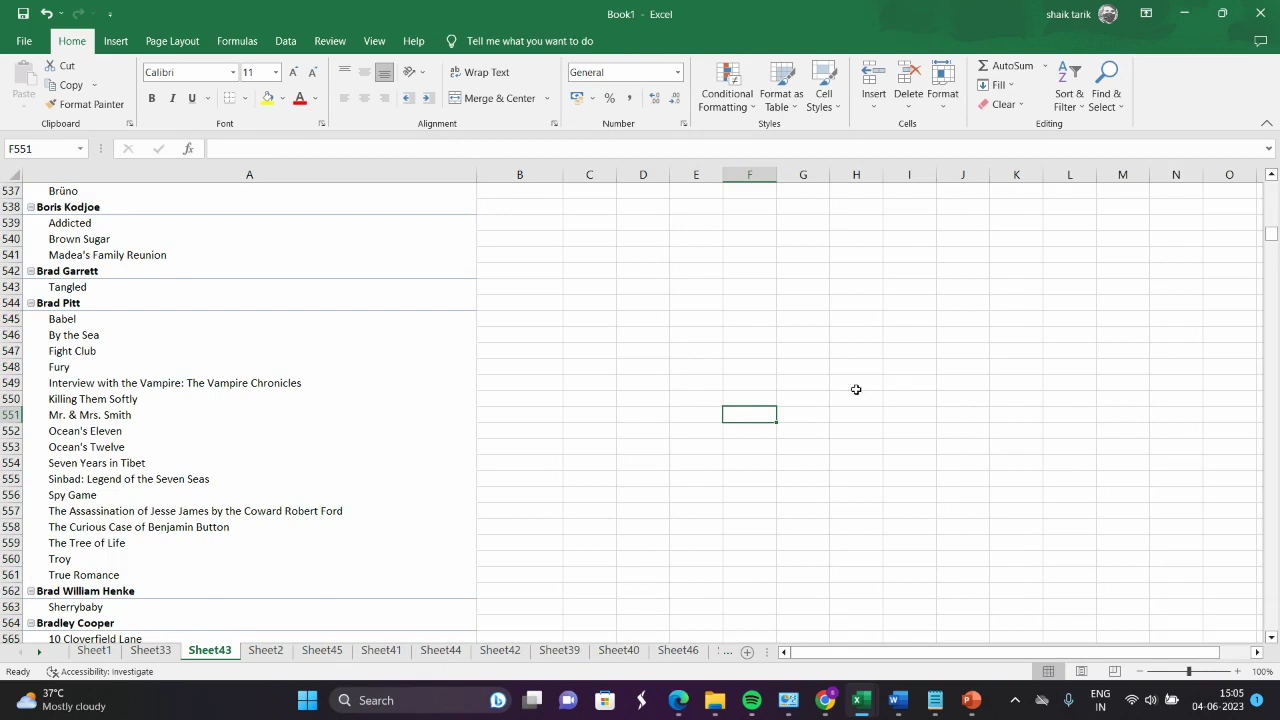 Book1 - Excel
shaik tarik
File Home Insert Page Layout Formulas Data Review View Help Tell me what you want to do
Paste
Cut
Copy
Format Painter
Calibri 11
B I U
Wrap Text
Merge & Center
General
Conditional Formatting
Format as Table
Cell Styles
Insert
Delete
Format
AutoSum
Fill
Clear
Sort & Filter
Find & Select
Clipboard Font Alignment Number Styles Cells Editing
F551 fx
A B C D E F G H I J K L M N O
537 Brüno
538 Boris Kodjoe
539 Addicted
540 Brown Sugar
541 Madea's Family Reunion
542 Brad Garrett
543 Tangled
544 Brad Pitt
545 Babel
546 By the Sea
547 Fight Club
548 Fury
549 Interview with the Vampire: The Vampire Chronicles
550 Killing Them Softly
551 Mr. & Mrs. Smith
552 Ocean's Eleven
553 Ocean's Twelve
554 Seven Years in Tibet
555 Sinbad: Legend of the Seven Seas
556 Spy Game
557 The Assassination of Jesse James by the Coward Robert Ford
558 The Curious Case of Benjamin Button
559 The Tree of Life
560 Troy
561 True Romance
562 Brad William Henke
563 Sherrybaby
564 Bradley Cooper
565 10 Cloverfield Lane
Sheet1 Sheet33 Sheet43 Sheet2 Sheet45 Sheet41 Sheet44 Sheet42 Sheet39 Sheet40 Sheet46 ...
Ready Accessibility: Investigate 100%
37°C
Mostly cloudy
Search
ENG
IN
15:05
04-06-2023